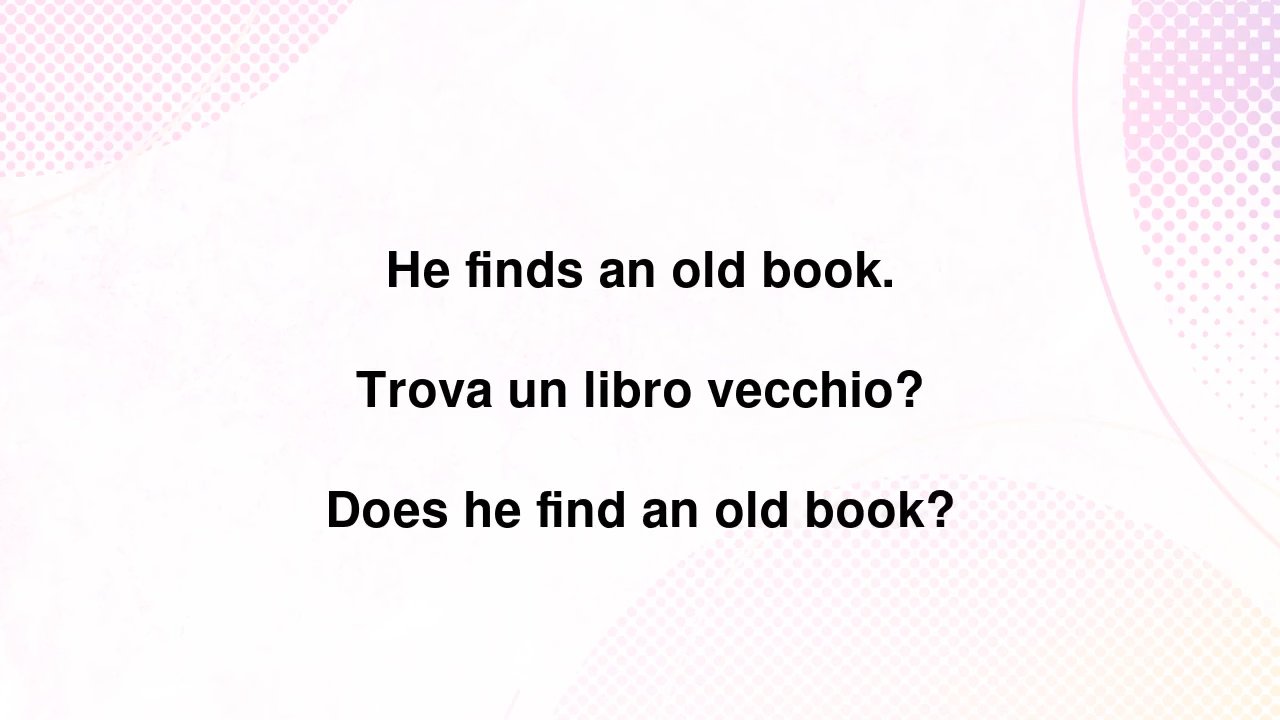 He finds an old book.
Trova un libro vecchio?
Does he find an old book?